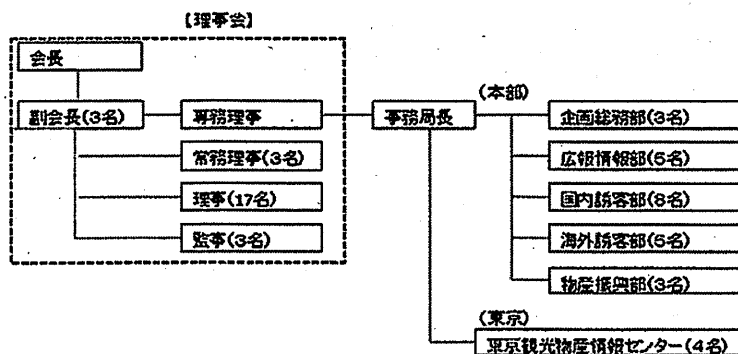 【理事会】
会長
副会長(3名)
専務理事
常務理事(3名)
理事(17名)
監事(3名)
事務局長
(本部)
企画総務部(3名)
広報情報部(5名)
国内誘客部(8名)
海外誘客部(5名)
物産振興部(3名)
(東京)
東京観光物産情報センター(4名)